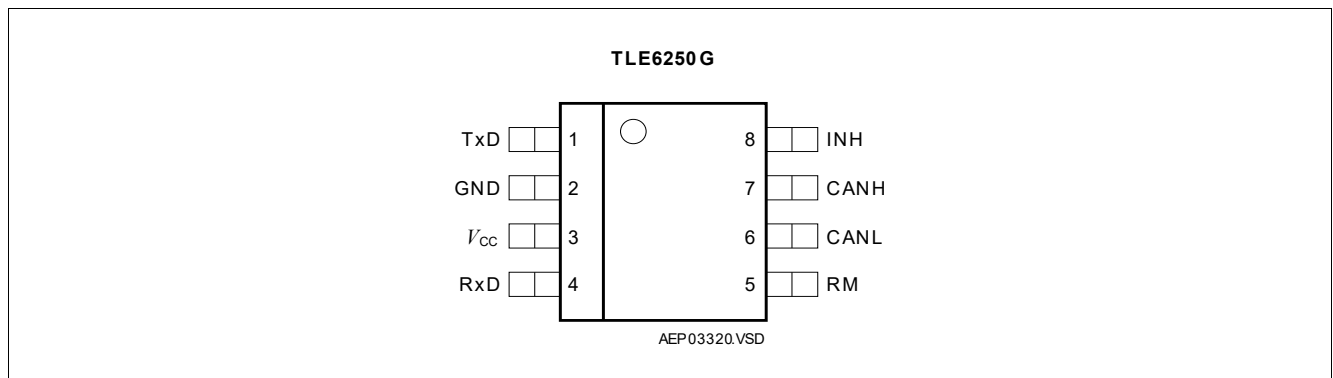 TLE6250G
TxD 1 8 INH
GND 2 7 CANH
VCC 3 6 CANL
RxD 4 5 RM
AEP03320.VSD